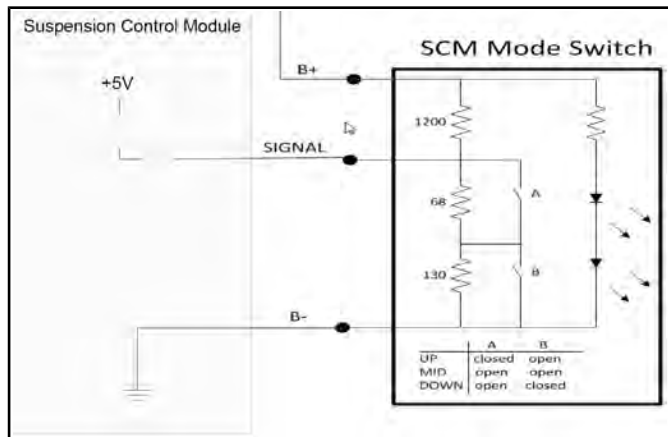 Suspension Control Module
SCM Mode Switch
B+
+5V
1200
SIGNAL
68
A
130
B
B-
A B
UP closed open
MID open open
DOWN open closed